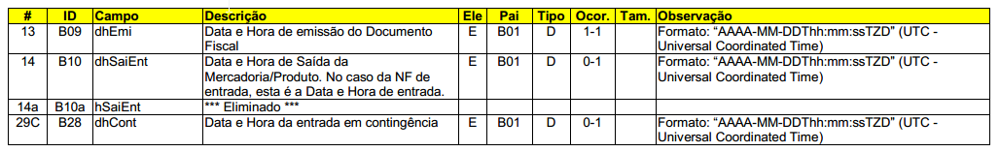 # ID Campo Descrição Ele Pai Tipo Ocor. Tam. Observação
13 B09 dhEmi Data e Hora de emissão do Documento E B01 D 1-1 Formato: “AAAA-MM-DDThh:mm:ssTZD” (UTC -
Fiscal Universal Coordinated Time)
14 B10 dhSaiEnt Data e Hora de Saída da E B01 D 0-1 Formato: “AAAA-MM-DDThh:mm:ssTZD” (UTC -
Mercadoria/Produto. No caso da NF de Universal Coordinated Time)
entrada, esta é a Data e Hora de entrada.
14a B10a hSaiEnt *** Eliminado ***
29C B28 dhCont Data e Hora da entrada em contingência E B01 D 0-1 Formato: “AAAA-MM-DDThh:mm:ssTZD” (UTC -
Universal Coordinated Time)